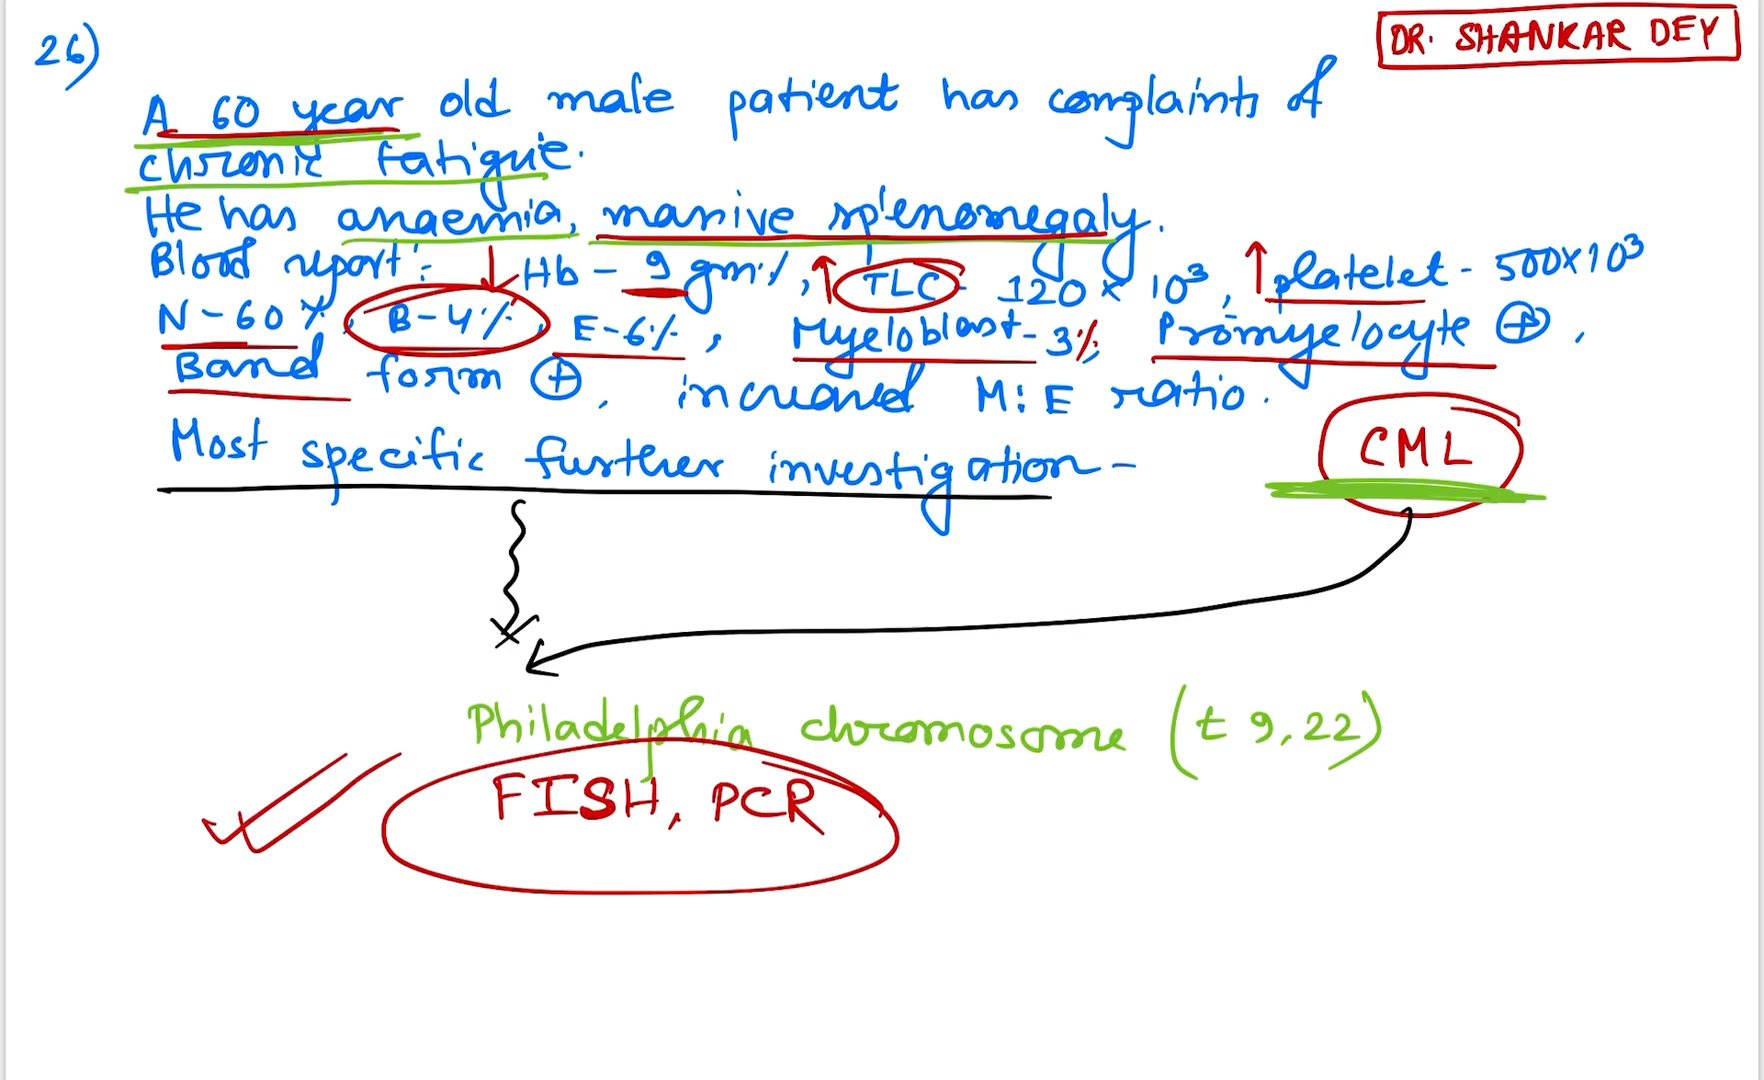 26)
DR. SHANKAR DEY
A 60 year old male patient has complaints of
chronic fatigue.
He has anaemia, massive splenomegaly.
Blood report:- ↓ Hb - 9 gm%, ↑ TLC - 120 × 10³, ↑ platelet - 500×10³
N-60%, B-4%, E-6%, Myeloblast-3%, Promyelocyte ⊕,
Band form ⊕, increased M:E ratio.
Most specific further investigation-
CML
Philadelphia chromosome (t 9,22)
FISH, PCR